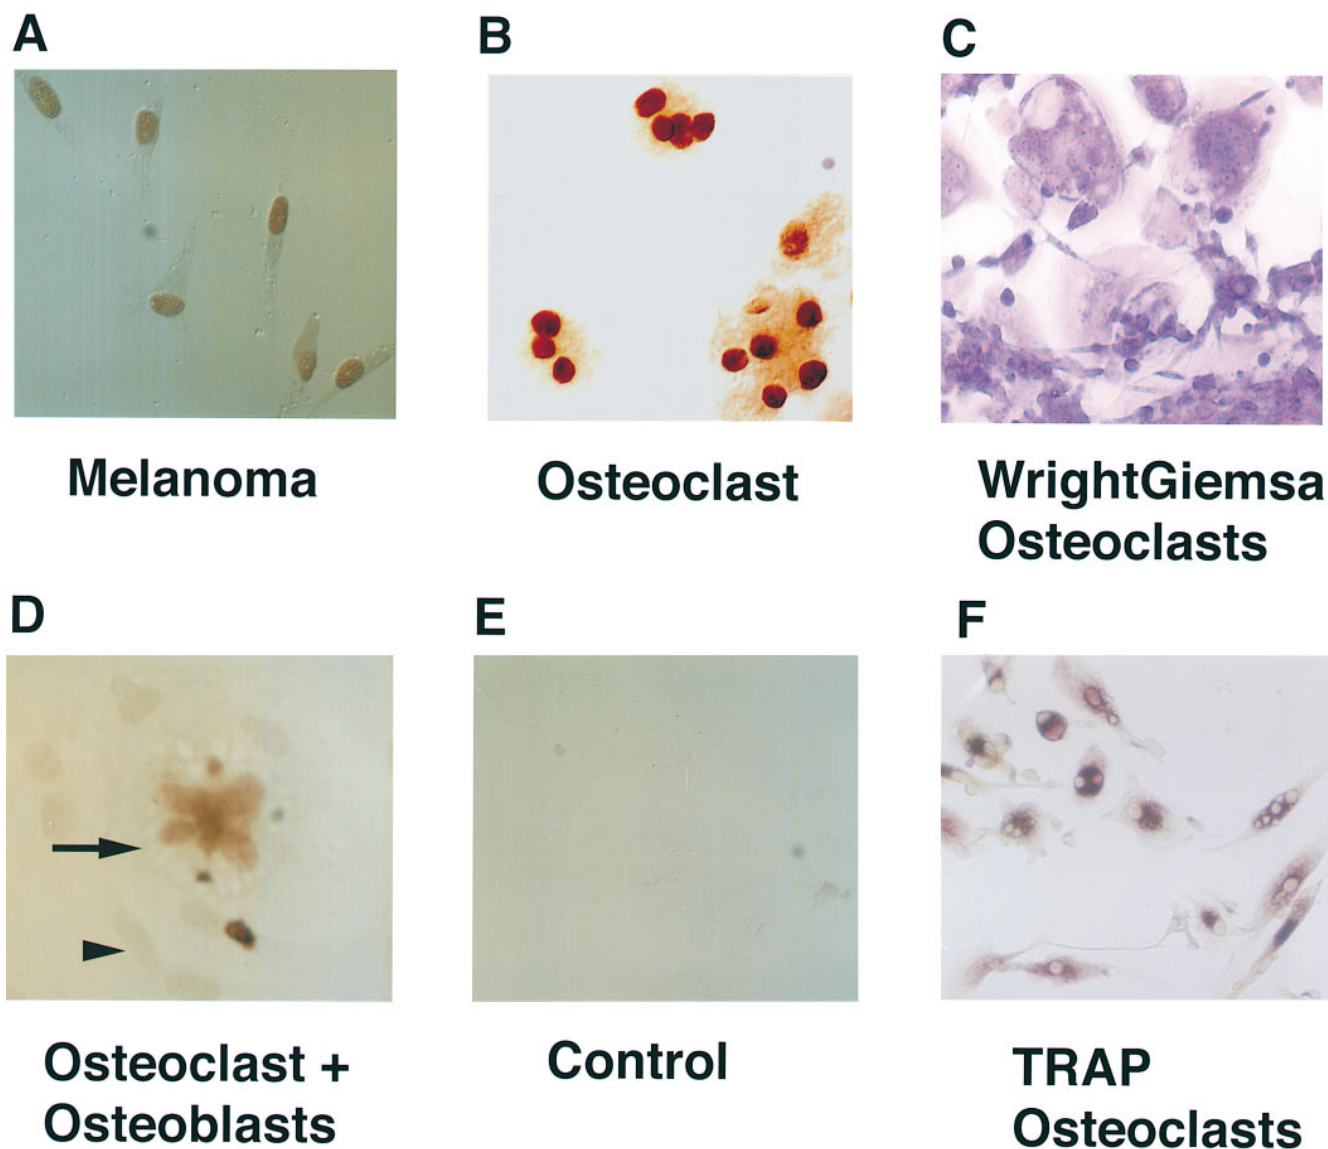 A
B
C
Melanoma
Osteoclast
WrightGiemsa
Osteoclasts
D
E
F
Osteoclast +
Osteoblasts
Control
TRAP
Osteoclasts